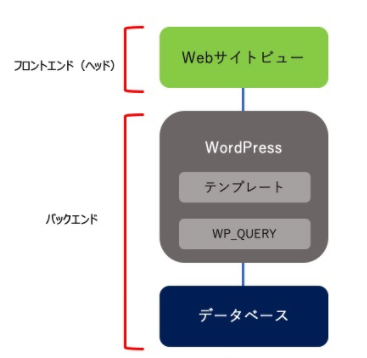 Webサイトビュー
フロントエンド（ヘッド）
WordPress
テンプレート
WP_QUERY
バックエンド
データベース